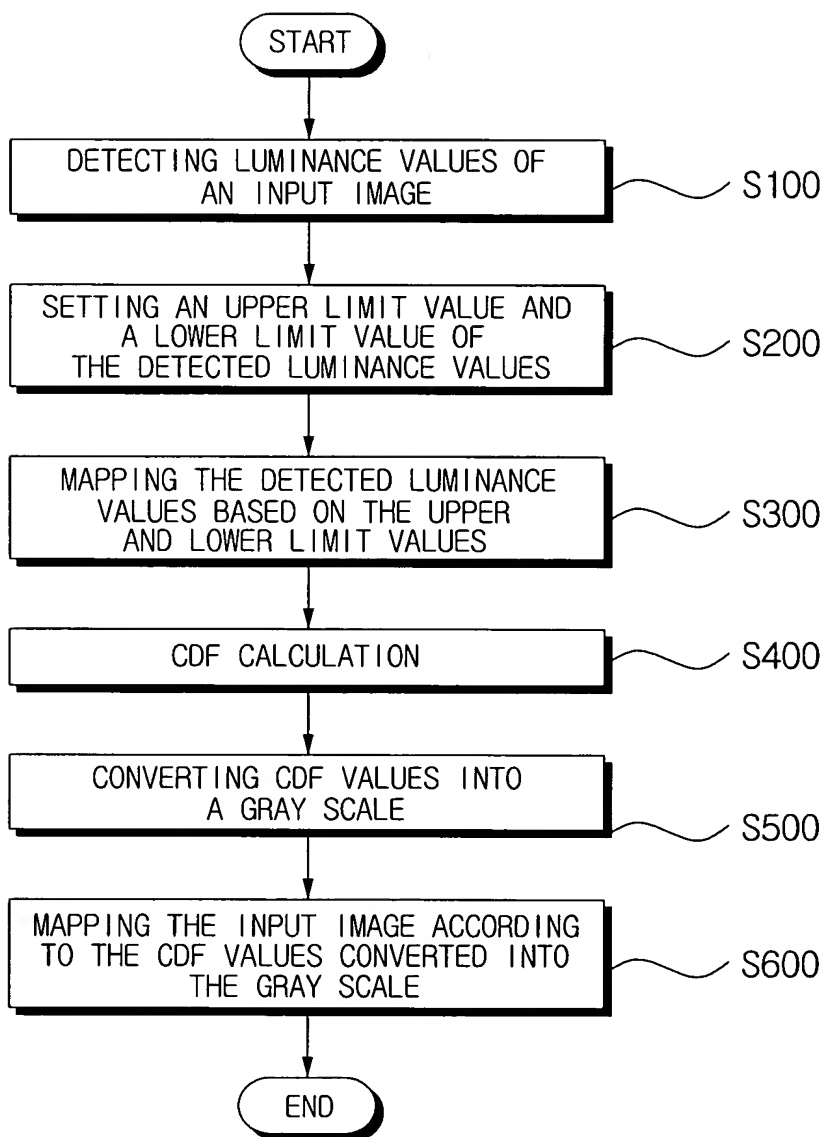 START
DETECTING LUMINANCE VALUES OF
AN INPUT IMAGE
S100
SETTING AN UPPER LIMIT VALUE AND
A LOWER LIMIT VALUE OF
THE DETECTED LUMINANCE VALUES
S200
MAPPING THE DETECTED LUMINANCE
VALUES BASED ON THE UPPER
AND LOWER LIMIT VALUES
S300
CDF CALCULATION
S400
CONVERTING CDF VALUES INTO
A GRAY SCALE
S500
MAPPING THE INPUT IMAGE ACCORDING
TO THE CDF VALUES CONVERTED INTO
THE GRAY SCALE
S600
END